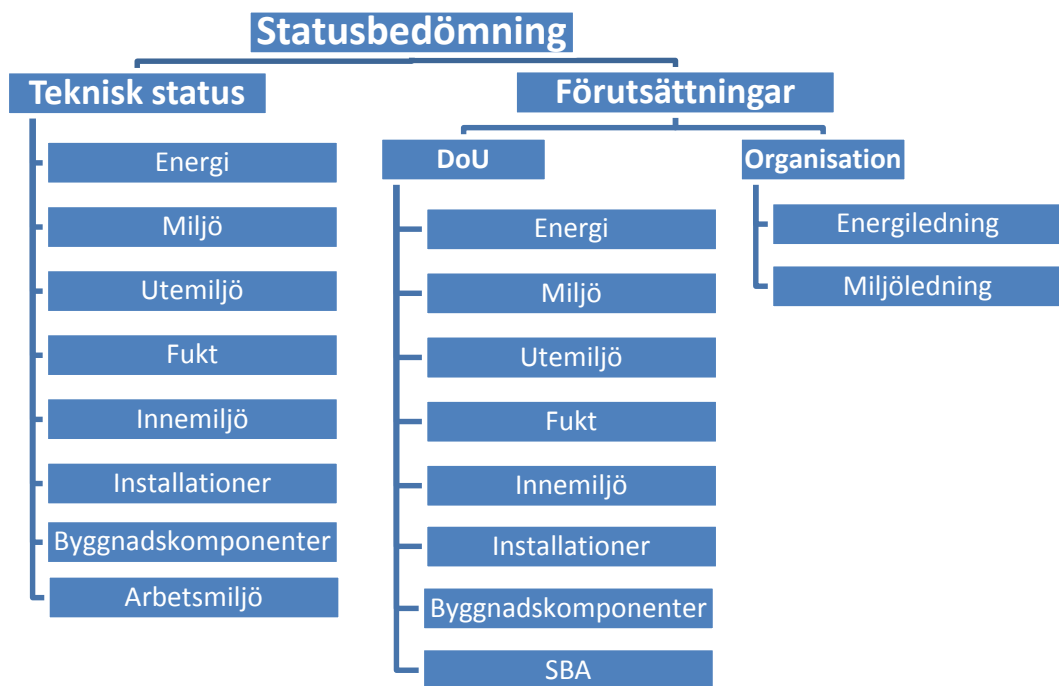 Statusbedömning
Teknisk status
Energi
Miljö
Utemiljö
Fukt
Innemiljö
Installationer
Byggnadskomponenter
Arbetsmiljö
Förutsättningar
DoU
Energi
Miljö
Utemiljö
Fukt
Innemiljö
Installationer
Byggnadskomponenter
SBA
Organisation
Energiledning
Miljöledning